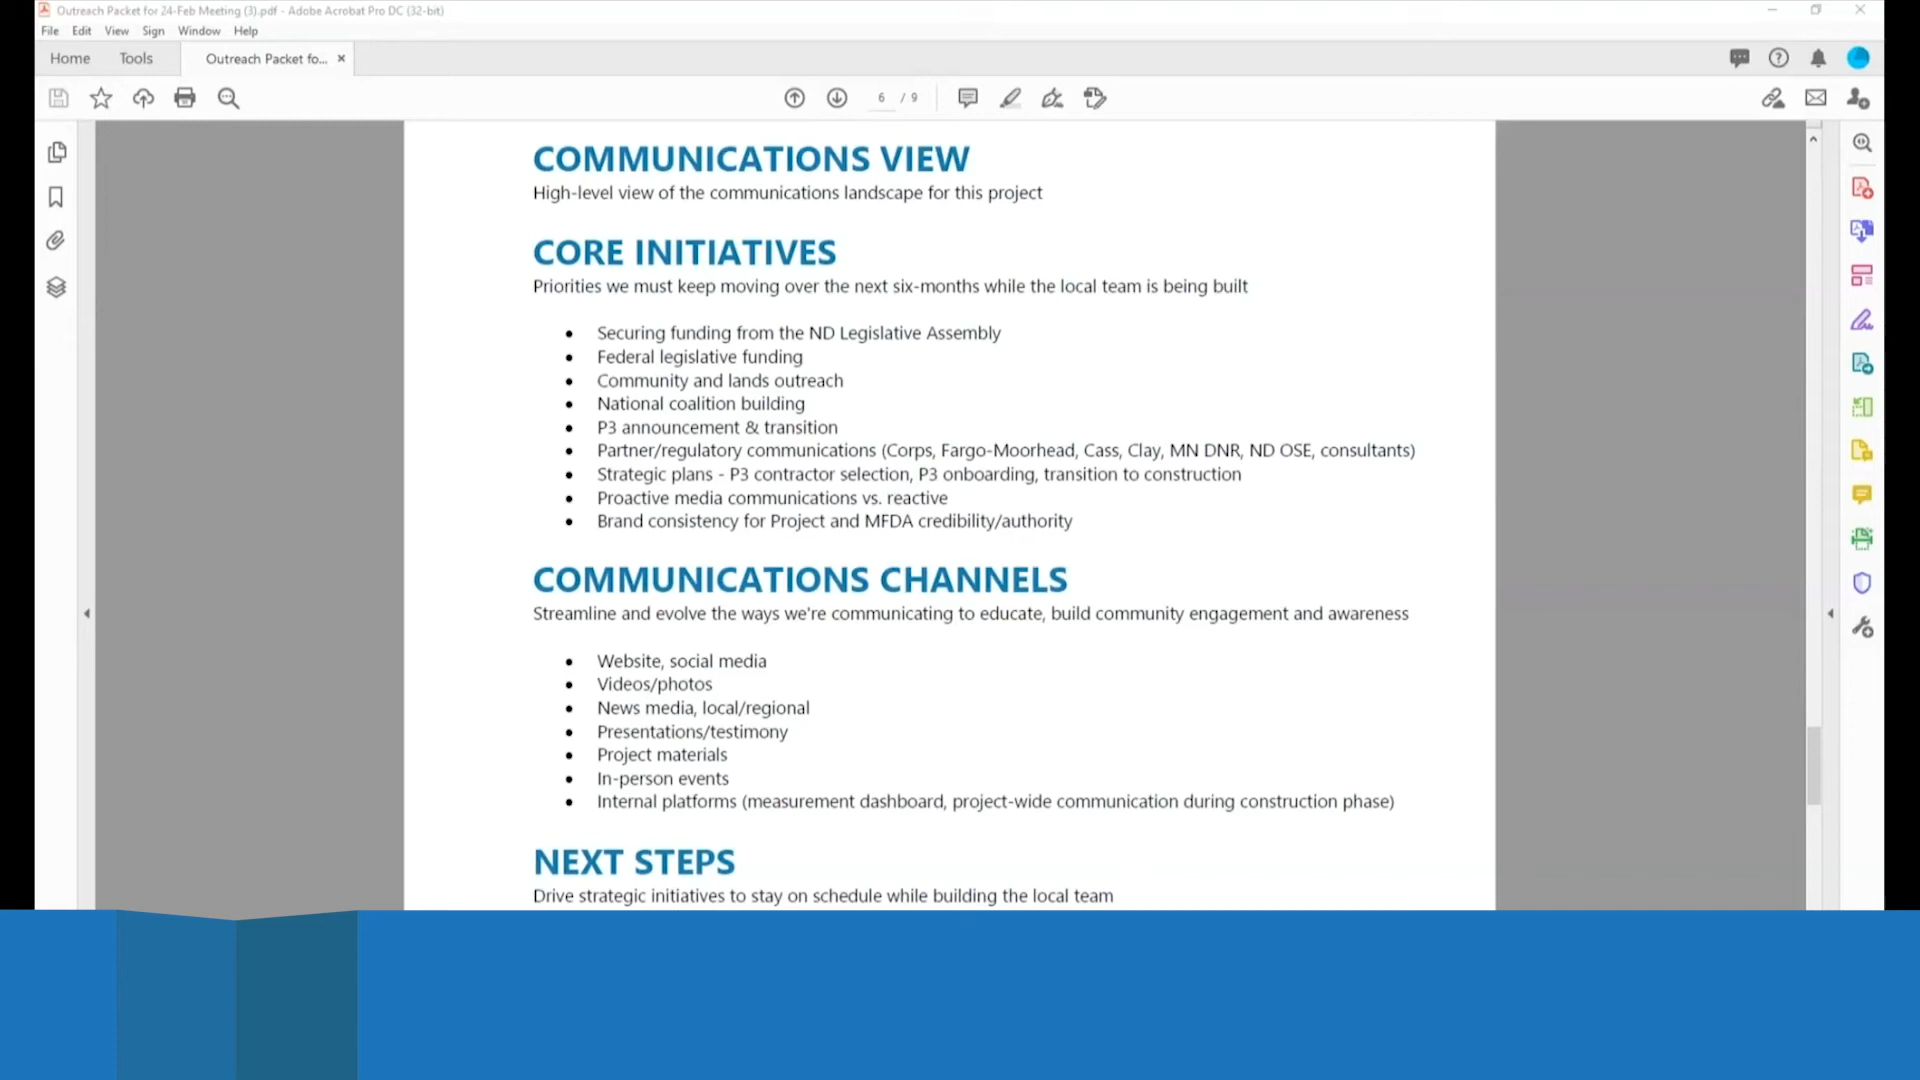 Outreach Packet for 24-Feb Meeting (3).pdf - Adobe Acrobat Pro DC (32-bit)
File Edit View Sign Window Help
Home Tools Outreach Packet fo... ×
6 / 9
COMMUNICATIONS VIEW
High-level view of the communications landscape for this project
CORE INITIATIVES
Priorities we must keep moving over the next six-months while the local team is being built
• Securing funding from the ND Legislative Assembly
• Federal legislative funding
• Community and lands outreach
• National coalition building
• P3 announcement & transition
• Partner/regulatory communications (Corps, Fargo-Moorhead, Cass, Clay, MN DNR, ND OSE, consultants)
• Strategic plans - P3 contractor selection, P3 onboarding, transition to construction
• Proactive media communications vs. reactive
• Brand consistency for Project and MFDA credibility/authority
COMMUNICATIONS CHANNELS
Streamline and evolve the ways we're communicating to educate, build community engagement and awareness
• Website, social media
• Videos/photos
• News media, local/regional
• Presentations/testimony
• Project materials
• In-person events
• Internal platforms (measurement dashboard, project-wide communication during construction phase)
NEXT STEPS
Drive strategic initiatives to stay on schedule while building the local team